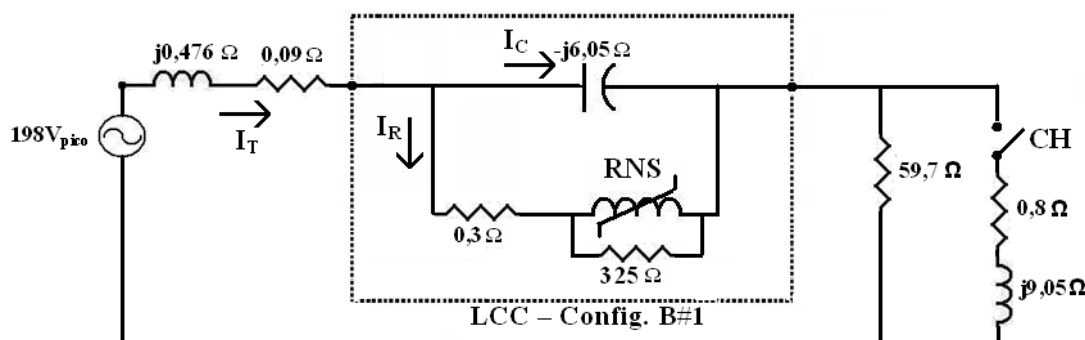 j0,476 Ω
0,09 Ω
I_C
-j6,05 Ω
198V_pico
I_T
I_R
RNS
0,3 Ω
325 Ω
59,7 Ω
CH
0,8 Ω
j9,05Ω
LCC – Config. B#1